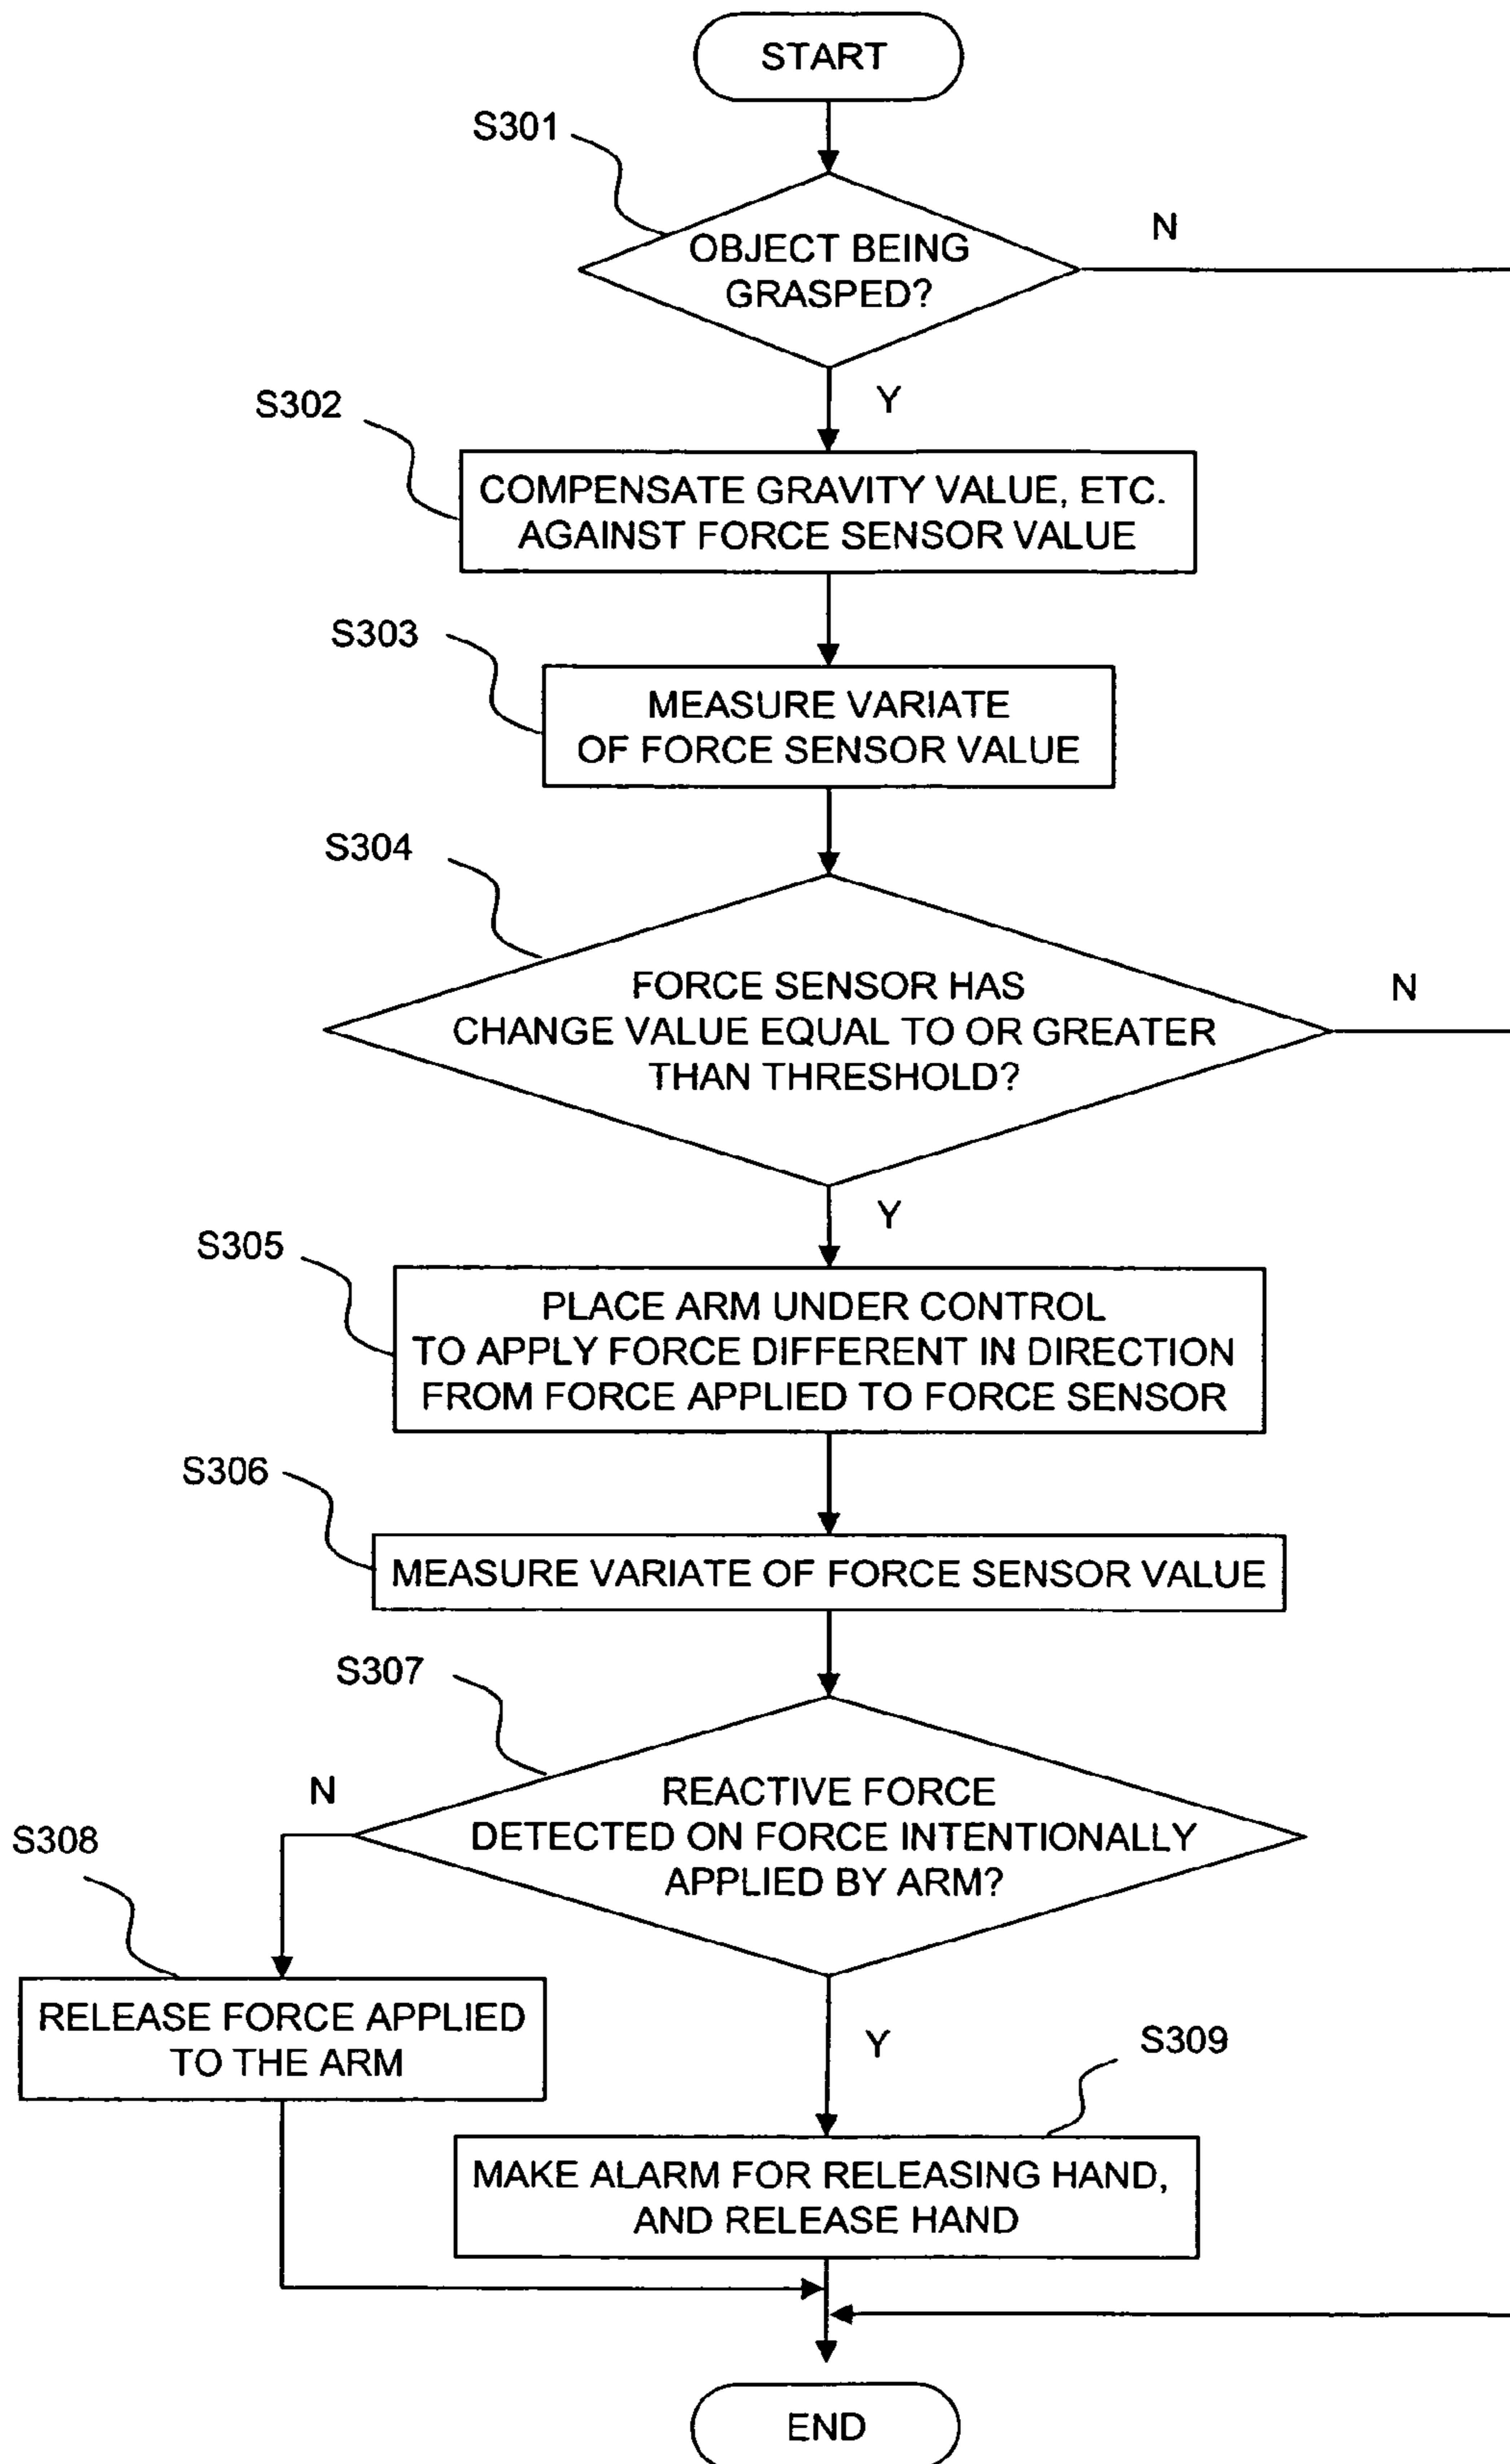 START
S301
OBJECT BEING
GRASPED?
N
Y
S302
COMPENSATE GRAVITY VALUE, ETC.
AGAINST FORCE SENSOR VALUE
S303
MEASURE VARIATE
OF FORCE SENSOR VALUE
S304
FORCE SENSOR HAS
CHANGE VALUE EQUAL TO OR GREATER
THAN THRESHOLD?
N
Y
S305
PLACE ARM UNDER CONTROL
TO APPLY FORCE DIFFERENT IN DIRECTION
FROM FORCE APPLIED TO FORCE SENSOR
S306
MEASURE VARIATE OF FORCE SENSOR VALUE
S307
REACTIVE FORCE
DETECTED ON FORCE INTENTIONALLY
APPLIED BY ARM?
N
S308
RELEASE FORCE APPLIED
TO THE ARM
Y
S309
MAKE ALARM FOR RELEASING HAND,
AND RELEASE HAND
END